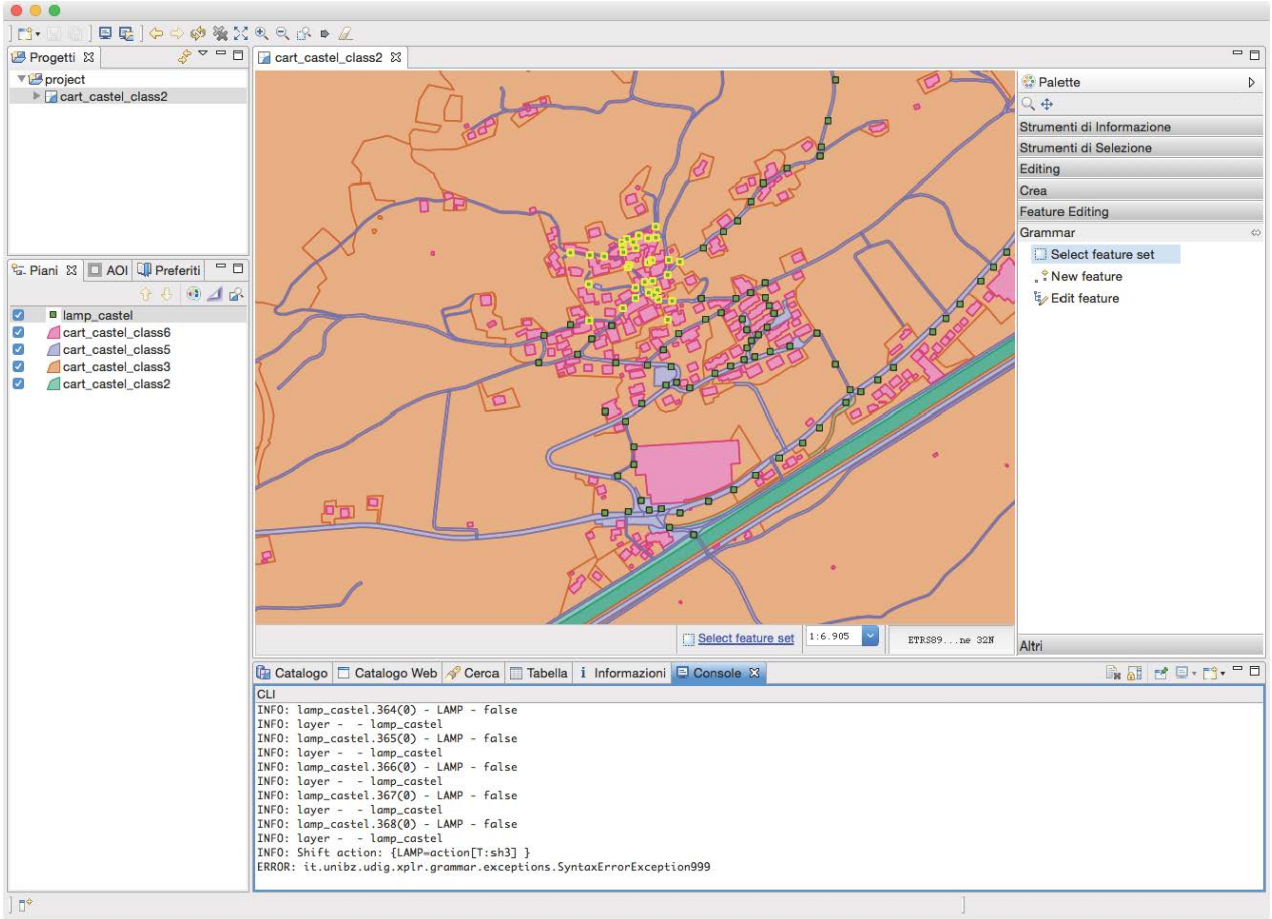 Progetti
cart_castel_class2
project
cart_castel_class2
Palette
Strumenti di Informazione
Strumenti di Selezione
Editing
Crea
Feature Editing
Grammar
Select feature set
New feature
Edit feature
Altri
Piani AOI Preferiti
lamp_castel
cart_castel_class6
cart_castel_class5
cart_castel_class3
cart_castel_class2
Select feature set 1:6.905 ETRS89...ne 32N
Catalogo Catalogo Web Cerca Tabella Informazioni Console
CLI
INFO: lamp_castel.364(0) - LAMP - false
INFO: layer - - lamp_castel
INFO: lamp_castel.365(0) - LAMP - false
INFO: layer - - lamp_castel
INFO: lamp_castel.366(0) - LAMP - false
INFO: layer - - lamp_castel
INFO: lamp_castel.367(0) - LAMP - false
INFO: layer - - lamp_castel
INFO: lamp_castel.368(0) - LAMP - false
INFO: layer - - lamp_castel
INFO: Shift action: {LAMP=action[T:sh3] }
ERROR: it.unibz.udig.xplr.grammar.exceptions.SyntaxErrorException999